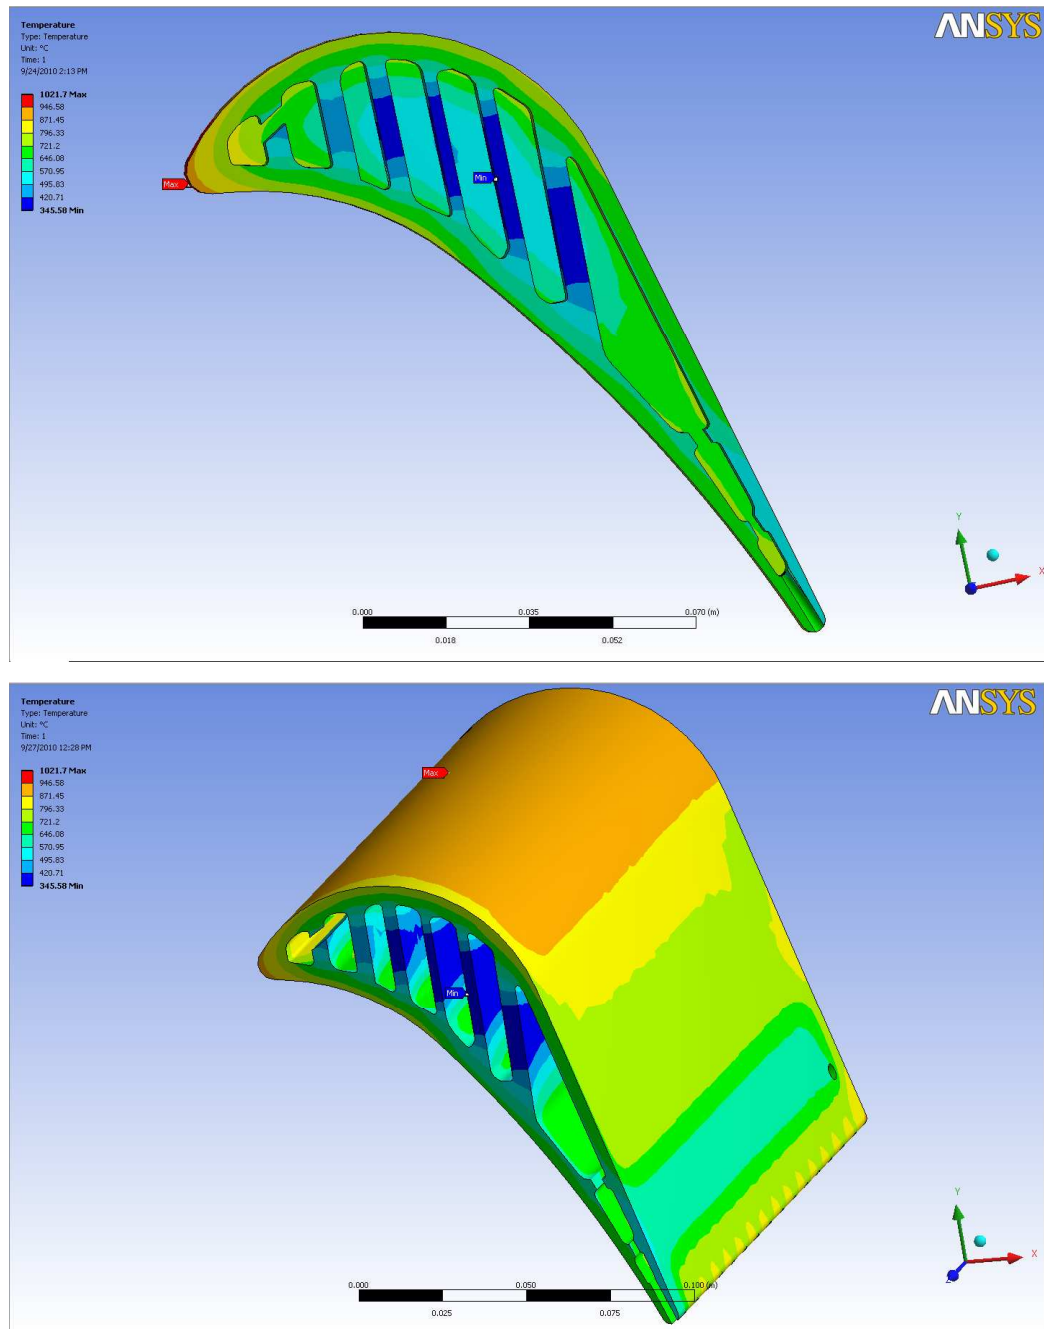 Temperature
Type: Temperature
Unit: °C
Time: 1
9/24/2010 2:13 PM
ANSYS
1021.7 Max
946.58
871.45
796.33
721.2
646.08
570.95
495.83
420.71
345.58 Min
Max
Min
Y
X
0.000 0.035 0.070 (m)
0.018 0.052
Temperature
Type: Temperature
Unit: °C
Time: 1
9/27/2010 12:28 PM
ANSYS
1021.7 Max
946.58
871.45
796.33
721.2
646.08
570.95
495.83
420.71
345.58 Min
Max
Min
Y
X
Z
0.000 0.050 0.100 (m)
0.025 0.075